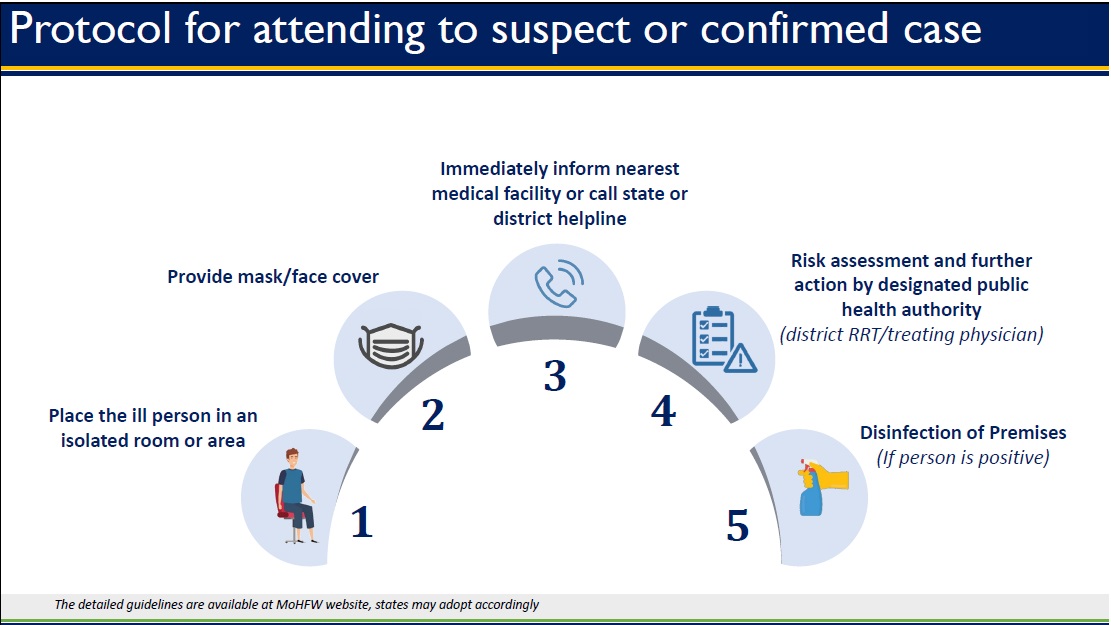 Protocol for attending to suspect or confirmed case
Place the ill person in an
isolated room or area
1
Provide mask/face cover
2
Immediately inform nearest
medical facility or call state or
district helpline
3
Risk assessment and further
action by designated public
health authority
(district RRT/treating physician)
4
Disinfection of Premises
(If person is positive)
5
The detailed guidelines are available at MoHFW website, states may adopt accordingly